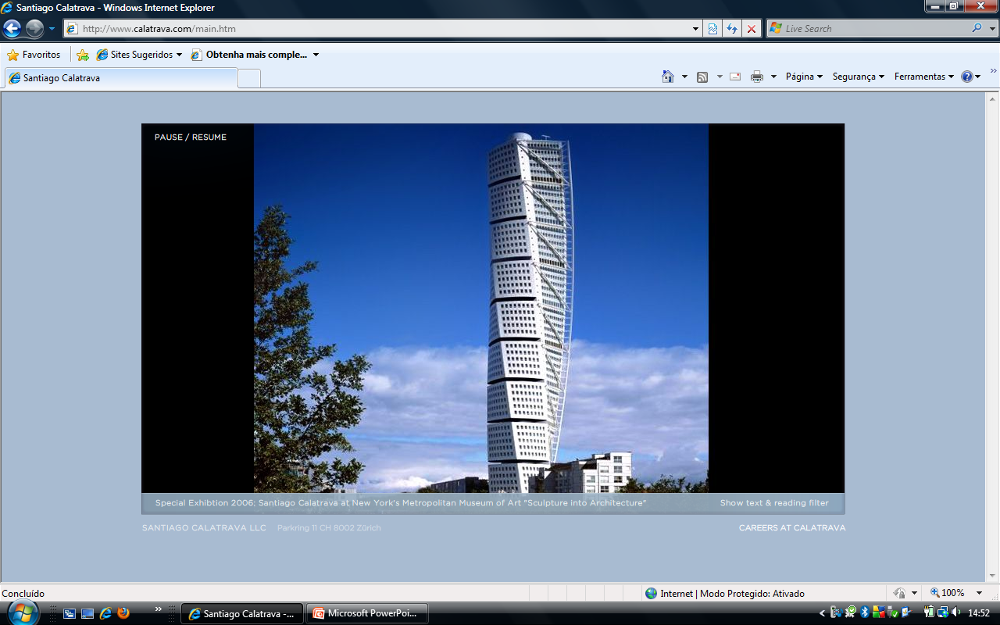 Santiago Calatrava - Windows Internet Explorer
http://www.calatrava.com/main.htm
Live Search
Favoritos
Sites Sugeridos
Obtenha mais comple...
Santiago Calatrava
Página
Segurança
Ferramentas
PAUSE / RESUME
Special Exhibtion 2006: Santiago Calatrava at New York's Metropolitan Museum of Art "Sculpture into Architecture"
Show text & reading filter
SANTIAGO CALATRAVA LLC Parkring 11 CH 8002 Zürich
CAREERS AT CALATRAVA
Concluído
Internet | Modo Protegido: Ativado
100%
Santiago Calatrava -...
Microsoft PowerPoi...
14:52